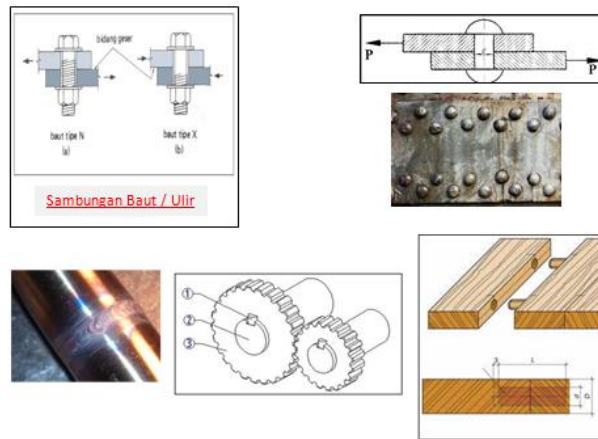 bidang geser
baut tipe N
(a)
baut tipe X
(b)
Sambungan Baut / Ulir
P
P
1
2
3
L
d
D